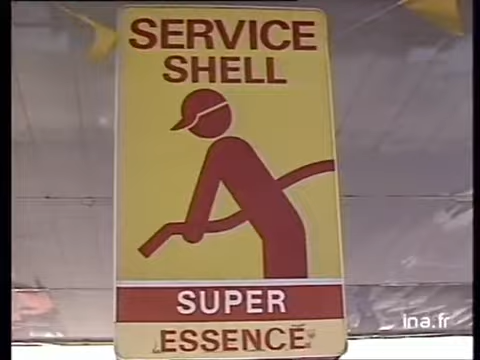 SERVICE
SHELL
SUPER
ESSENCE
ina.fr